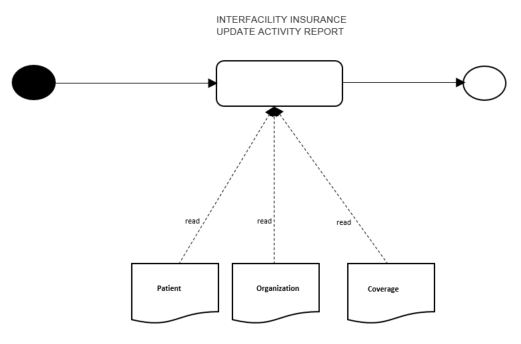 INTERFACILITY INSURANCE
UPDATE ACTIVITY REPORT
read
read
read
Patient
Organization
Coverage